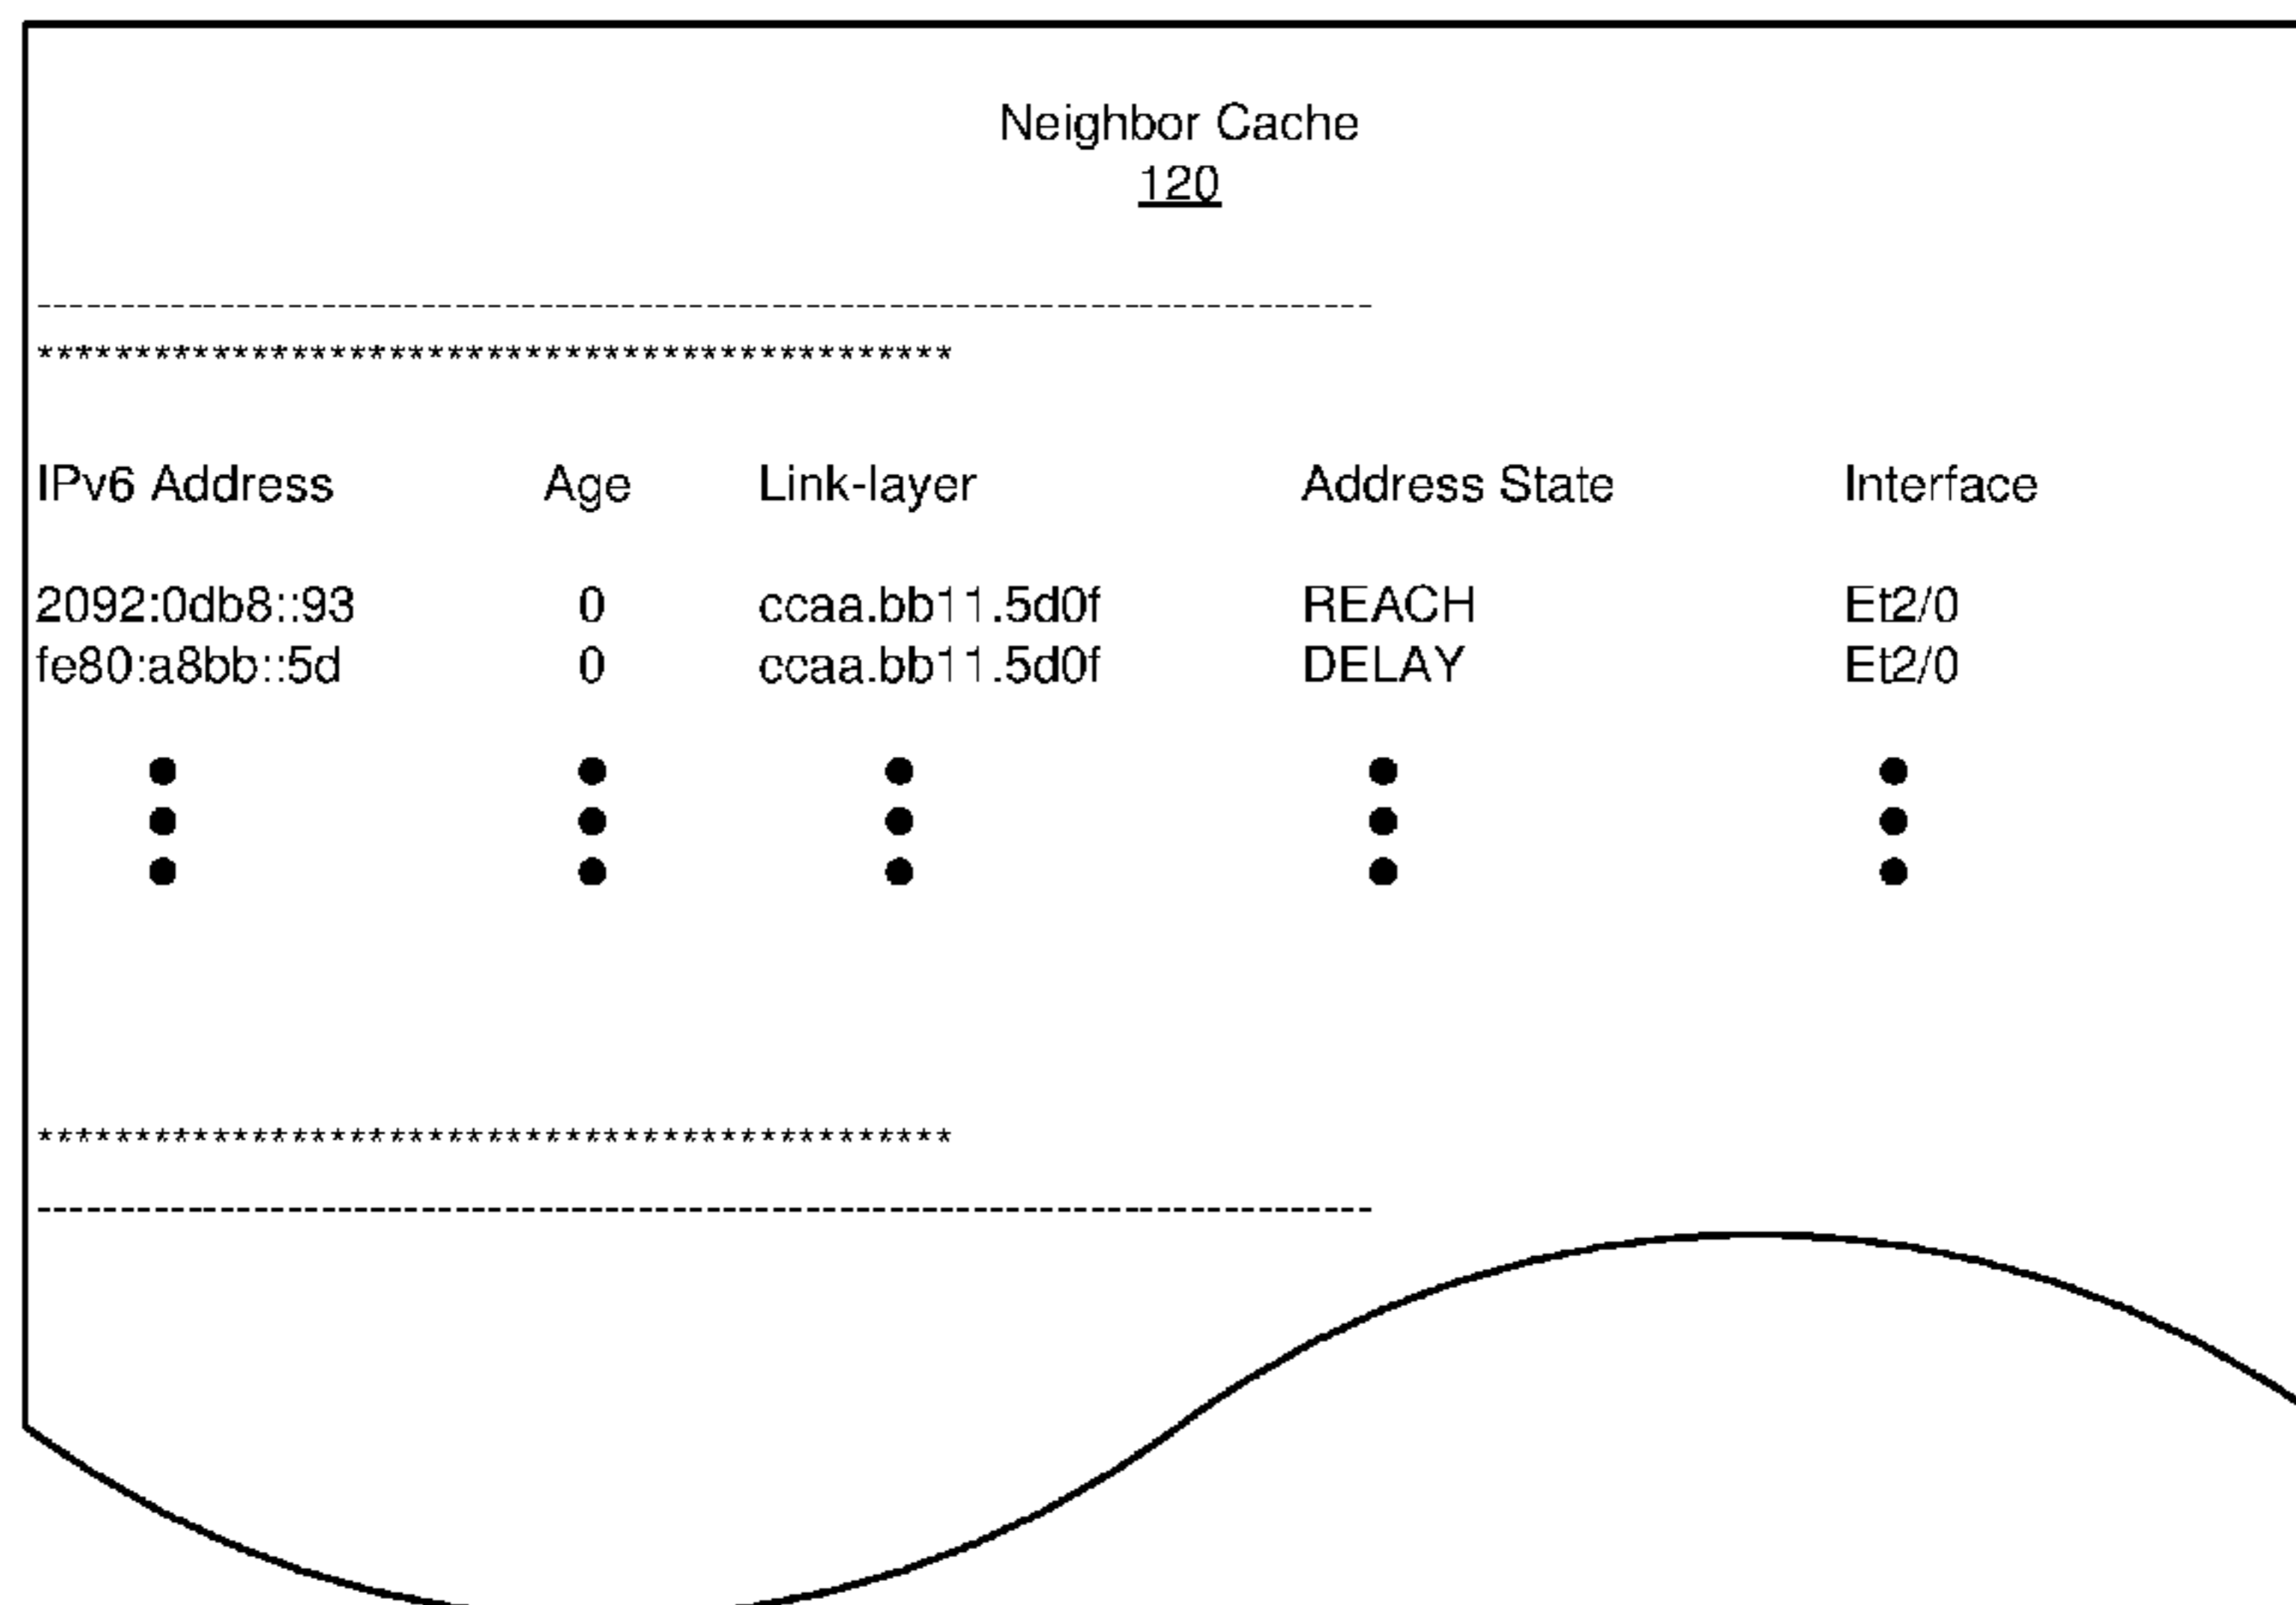 Neighbor Cache
120
--------------------------------------------------------------------------------
***********************************************
IPv6 Address Age Link-layer Address State Interface
2092:0db8::93 0 ccaa.bb11.5d0f REACH Et2/0
fe80:a8bb::5d 0 ccaa.bb11.5d0f DELAY Et2/0
***********************************************
--------------------------------------------------------------------------------